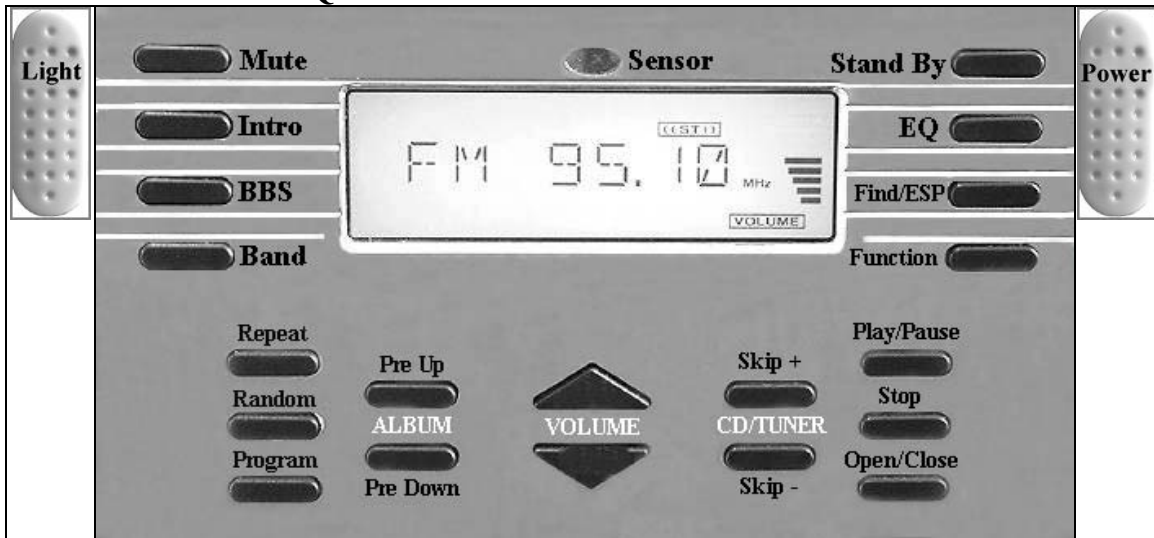 Q
Light
Mute
Sensor
Stand By
Power
Intro
((ST))
EQ
FM 95.10 MHz
BBS
VOLUME
Find/ESP
Band
Function
Repeat
Play/Pause
Pre Up
Skip +
Random
Stop
ALBUM
VOLUME
CD/TUNER
Program
Open/Close
Pre Down
Skip -